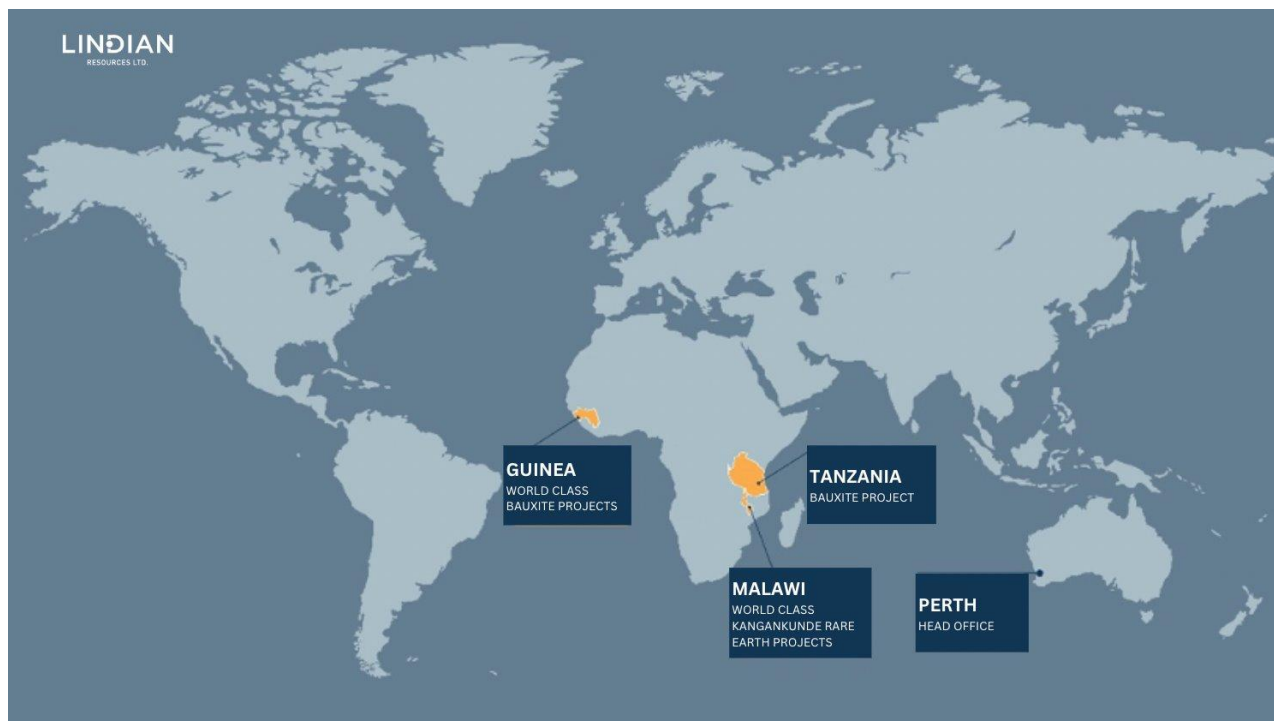 LINDIAN
RESOURCES LTD.
GUINEA
WORLD CLASS
BAUXITE PROJECTS
TANZANIA
BAUXITE PROJECT
MALAWI
WORLD CLASS
KANGANKUNDE RARE
EARTH PROJECTS
PERTH
HEAD OFFICE